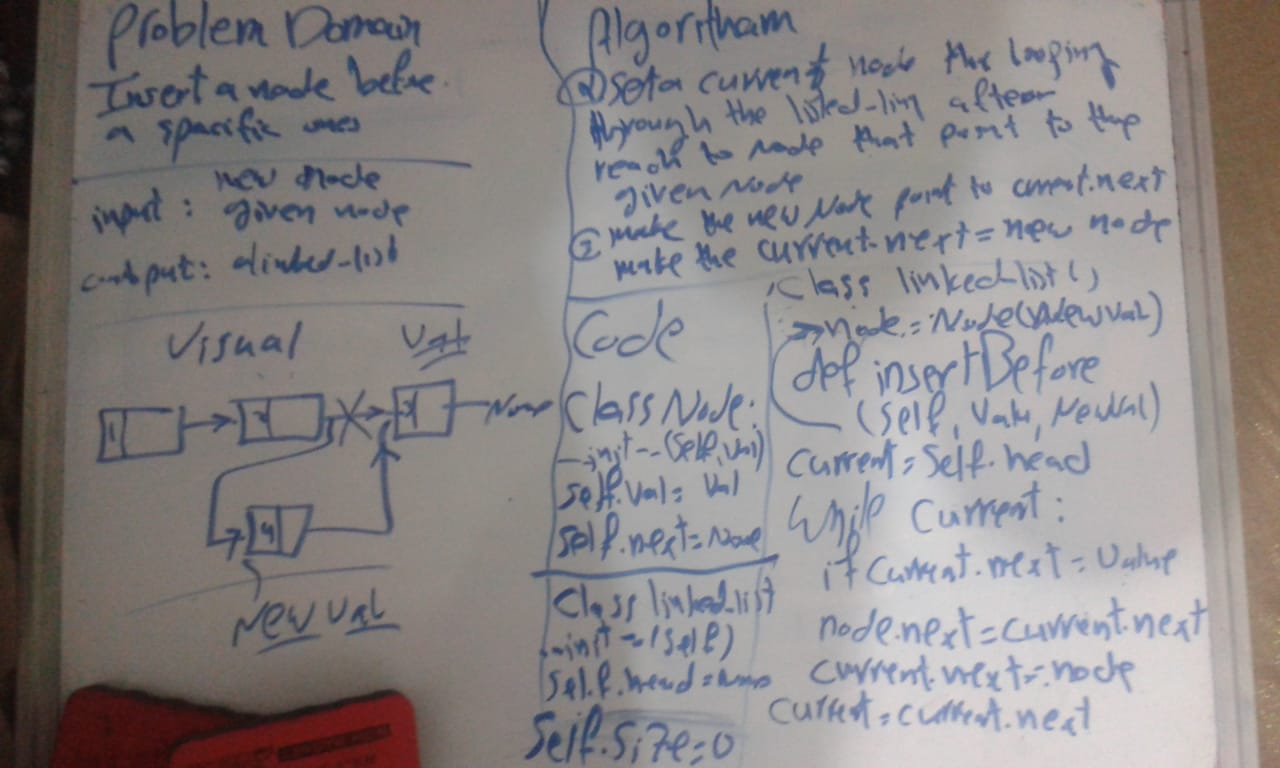 Problem Domain
Insert a node before
a spacific ones
input: new node
given node
output: alinked-list
Visual
Val
1
2
3
None
4
New Val
Algoritham
① set a current node the looping
through the linked-lin after
reach to node that point to the
given Node
② make the new Node point to current.next
make the current.next = new node
Code
Class Node:
__init__(self, val)
self.val = val
self.next = None
Class linked-list
__init__(self)
self.head = None
Self.Size = 0
Class linked-list()
node = Node(NewVal)
def insertBefore
(self, Value, NewVal)
Current = Self.head
while Current:
if Current.next = Value
node.next = current.next
current.next = node
current = current.next